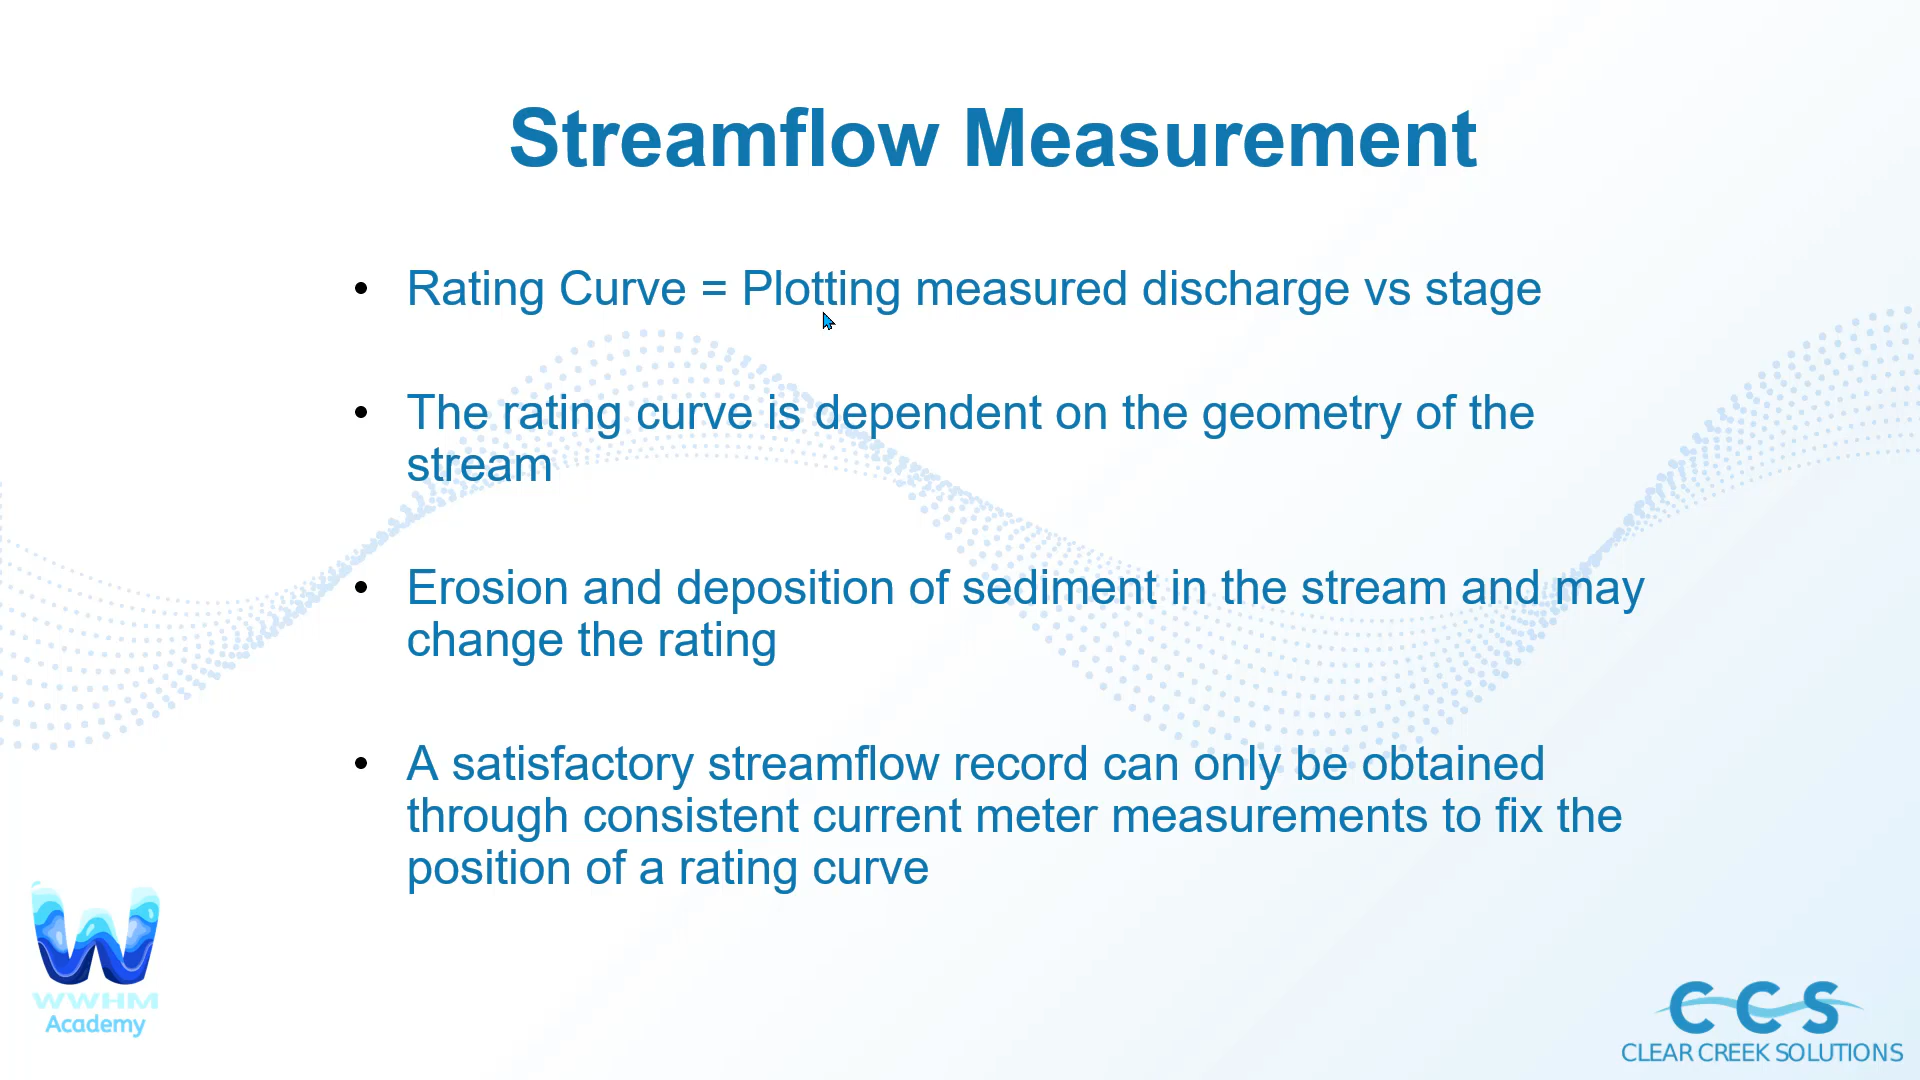 Streamflow Measurement
• Rating Curve = Plotting measured discharge vs stage
• The rating curve is dependent on the geometry of the
stream
• Erosion and deposition of sediment in the stream and may
change the rating
• A satisfactory streamflow record can only be obtained
through consistent current meter measurements to fix the
position of a rating curve
W
WWHM
Academy
CCS
CLEAR CREEK SOLUTIONS